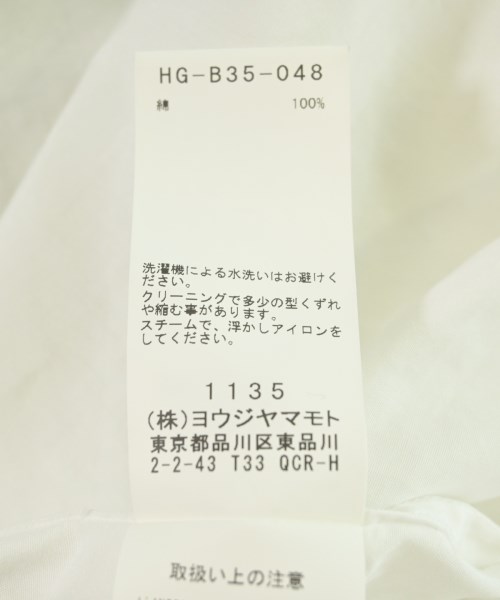 HG-B35-048
綿 100%
洗濯機による水洗いはお避けく
ださい。
クリーニングで多少の型くずれ
や縮む事があります。
スチームで、浮かしアイロンを
してください。
1135
(株)ヨウジヤマモト
東京都品川区東品川
2-2-43 T33 QCR-H
取扱い上の注意